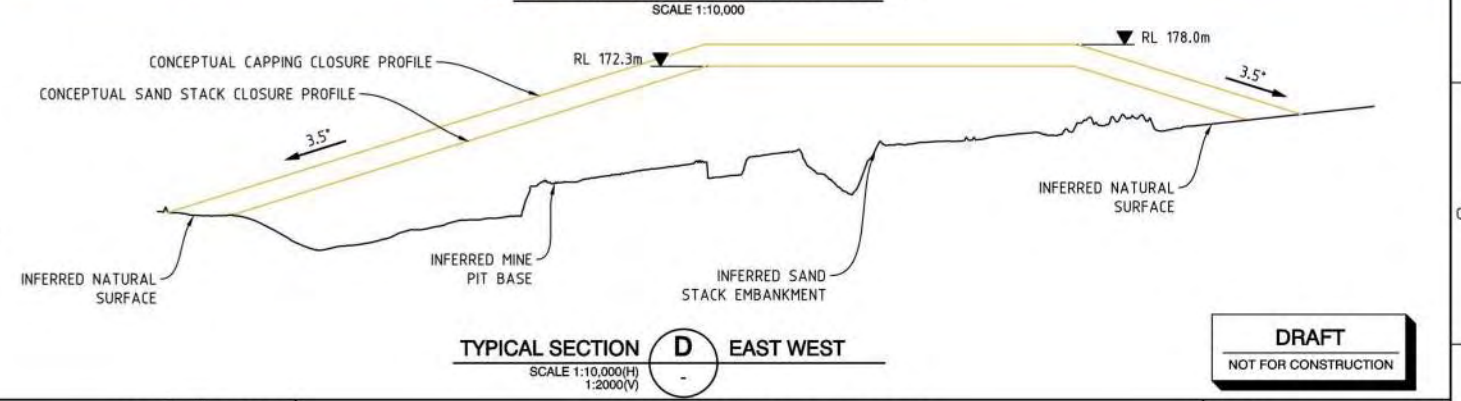 SCALE 1:10,000
CONCEPTUAL CAPPING CLOSURE PROFILE
RL 172.3m
RL 178.0m
CONCEPTUAL SAND STACK CLOSURE PROFILE
3.5°
3.5°
INFERRED NATURAL
SURFACE
INFERRED MINE
PIT BASE
INFERRED SAND
STACK EMBANKMENT
INFERRED NATURAL
SURFACE
TYPICAL SECTION D EAST WEST
SCALE 1:10,000(H)
1:2000(V)
-
DRAFT
NOT FOR CONSTRUCTION